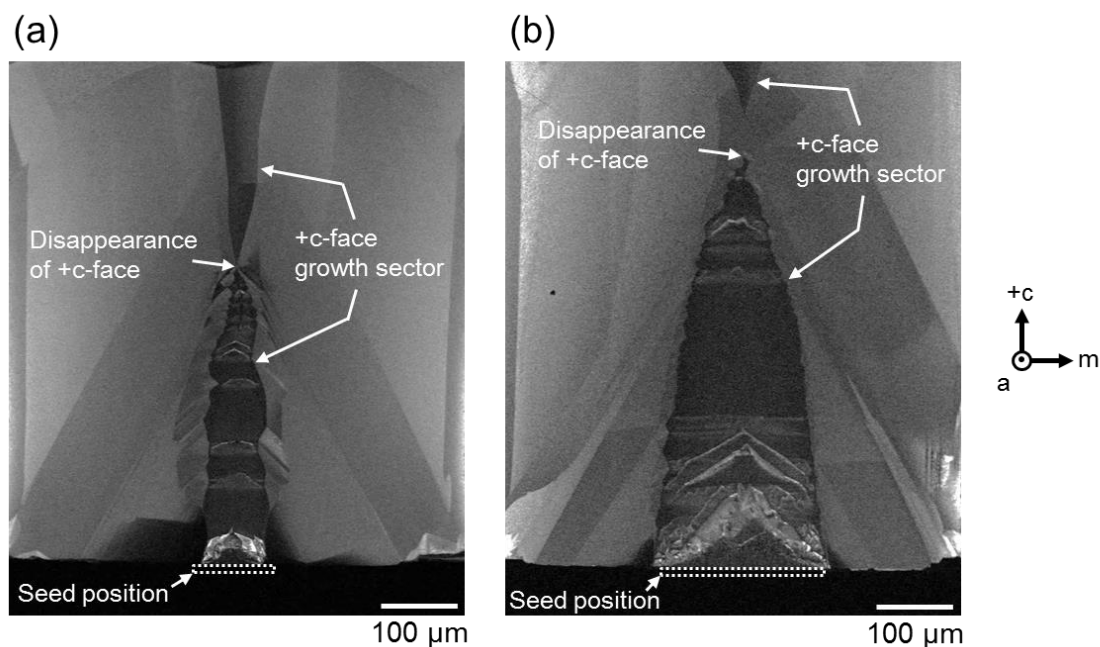 (a)
(b)
Disappearance
of +c-face
+c-face
growth sector
Seed position
100 μm
Disappearance
of +c-face
+c-face
growth sector
Seed position
100 μm
+c
a
m